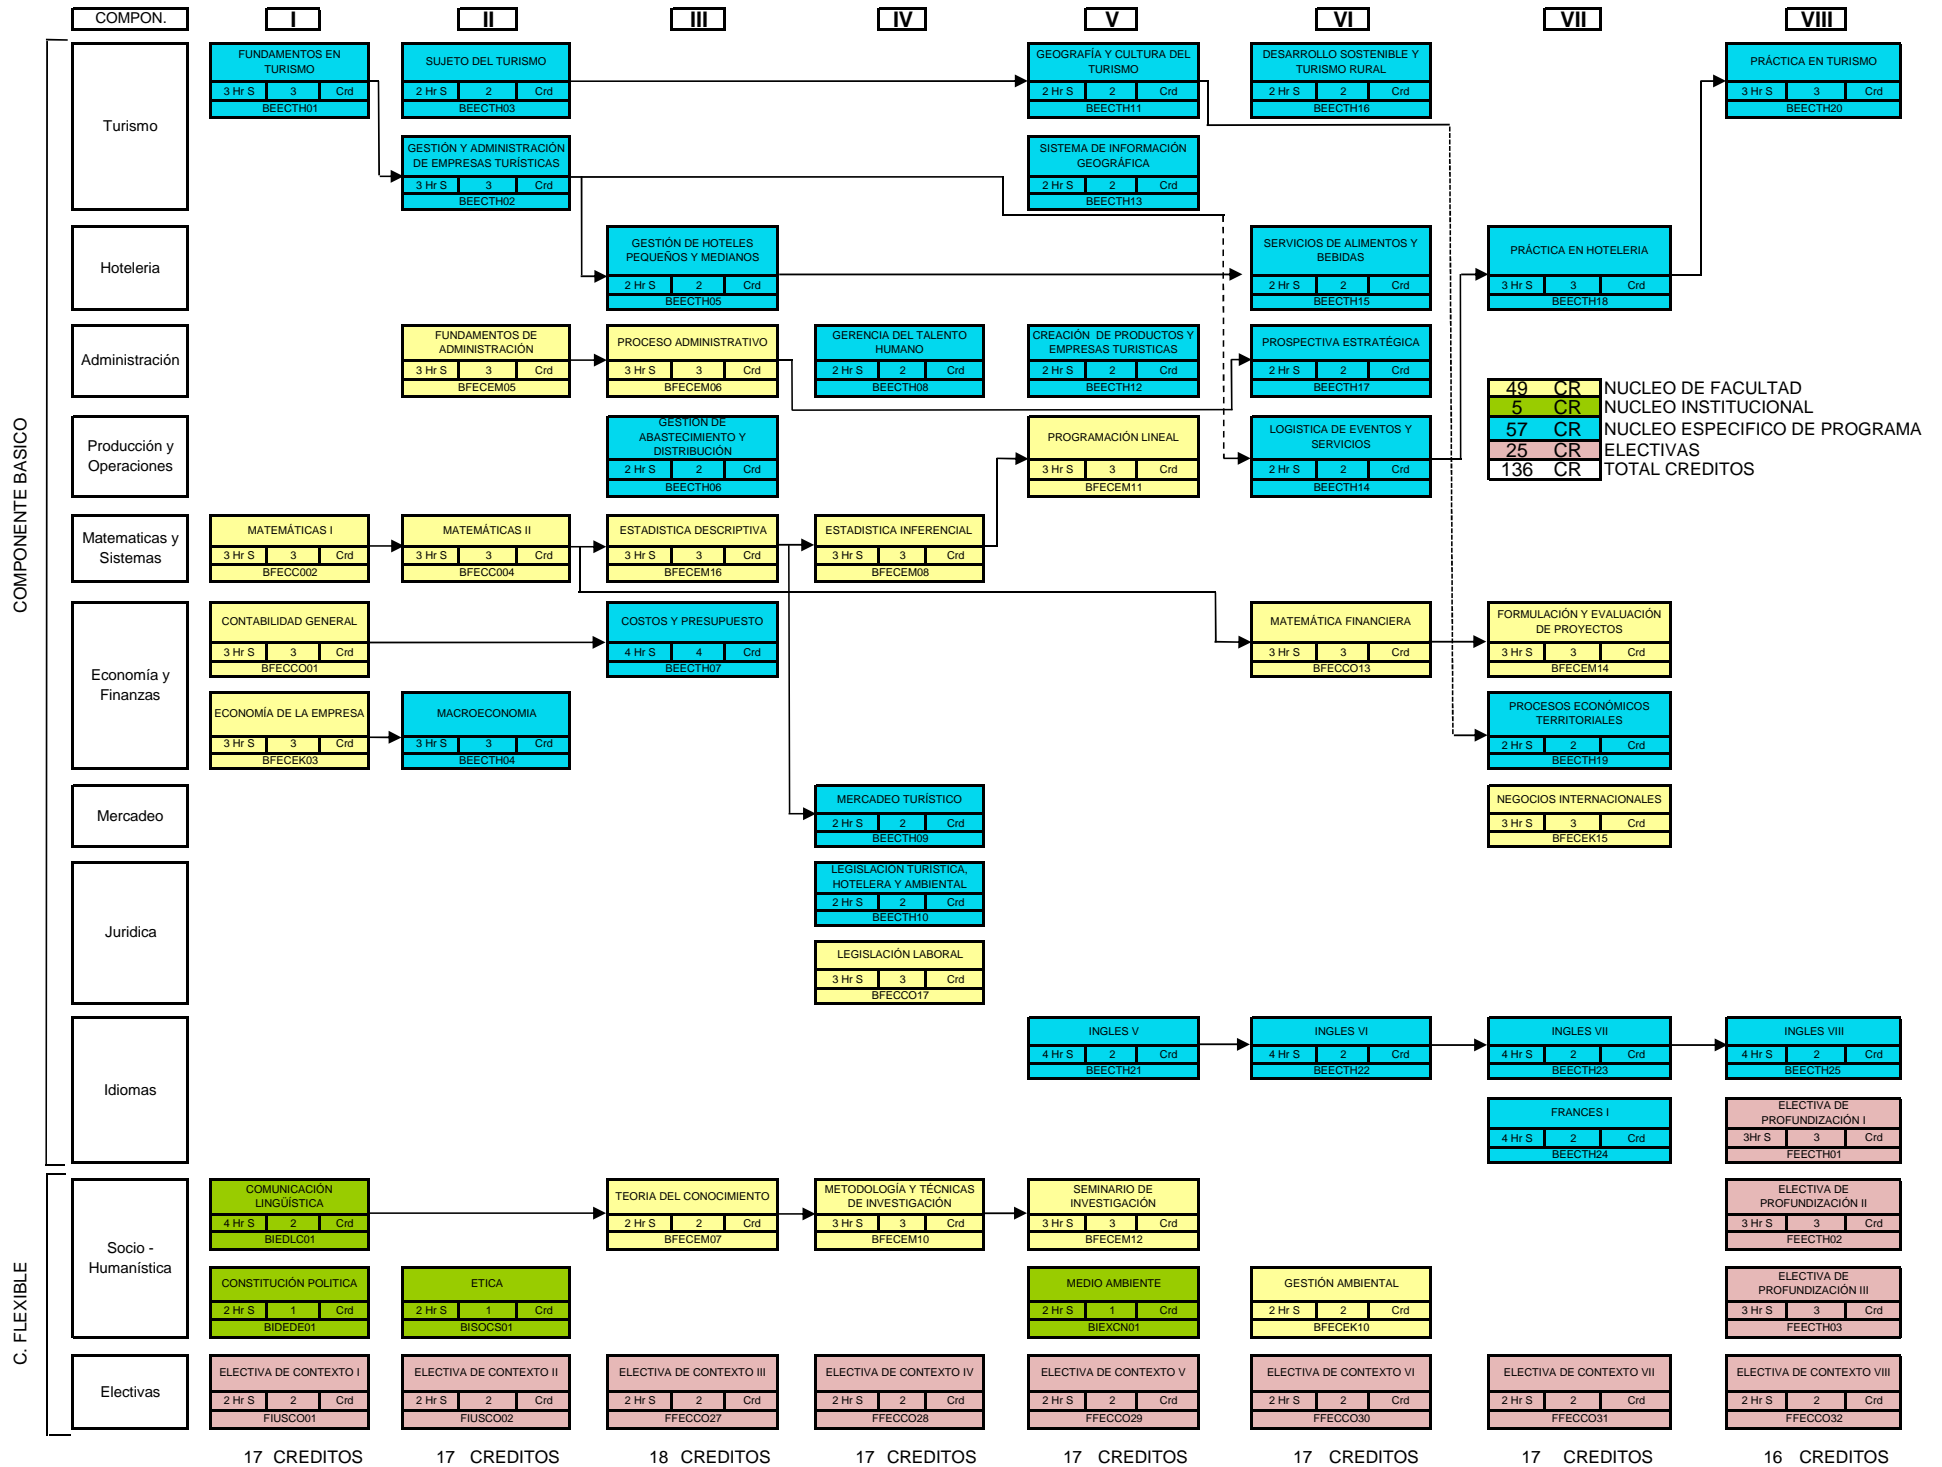 COMPON.
I
II
III
IV
V
VI
VII
VIII
COMPONENTE BASICO
Turismo
FUNDAMENTOS EN
TURISMO
3 Hr S 3 Crd
BEECTH01
SUJETO DEL TURISMO
2 Hr S 2 Crd
BEECTH03
GEOGRAFÍA Y CULTURA DEL
TURISMO
2 Hr S 2 Crd
BEECTH11
DESARROLLO SOSTENIBLE Y
TURISMO RURAL
2 Hr S 2 Crd
BEECTH16
PRÁCTICA EN TURISMO
3 Hr S 3 Crd
BEECTH20
GESTIÓN Y ADMINISTRACIÓN
DE EMPRESAS TURÍSTICAS
3 Hr S 3 Crd
BEECTH02
SISTEMA DE INFORMACIÓN
GEOGRÁFICA
2 Hr S 2 Crd
BEECTH13
Hoteleria
GESTIÓN DE HOTELES
PEQUEÑOS Y MEDIANOS
2 Hr S 2 Crd
BEECTH05
SERVICIOS DE ALIMENTOS Y
BEBIDAS
2 Hr S 2 Crd
BEECTH15
PRÁCTICA EN HOTELERIA
3 Hr S 3 Crd
BEECTH18
Administración
FUNDAMENTOS DE
ADMINISTRACIÓN
3 Hr S 3 Crd
BFECEM05
PROCESO ADMINISTRATIVO
3 Hr S 3 Crd
BFECEM06
GERENCIA DEL TALENTO
HUMANO
2 Hr S 2 Crd
BEECTH08
CREACIÓN DE PRODUCTOS Y
EMPRESAS TURISTICAS
2 Hr S 2 Crd
BEECTH12
PROSPECTIVA ESTRATÉGICA
2 Hr S 2 Crd
BEECTH17
49 CR NUCLEO DE FACULTAD
5 CR NUCLEO INSTITUCIONAL
57 CR NUCLEO ESPECIFICO DE PROGRAMA
25 CR ELECTIVAS
136 CR TOTAL CREDITOS
Producción y
Operaciones
GESTIÓN DE
ABASTECIMIENTO Y
DISTRIBUCIÓN
2 Hr S 2 Crd
BEECTH06
PROGRAMACIÓN LINEAL
3 Hr S 3 Crd
BFECEM11
LOGISTICA DE EVENTOS Y
SERVICIOS
2 Hr S 2 Crd
BEECTH14
Matematicas y
Sistemas
MATEMÁTICAS I
3 Hr S 3 Crd
BFECC002
MATEMÁTICAS II
3 Hr S 3 Crd
BFECC004
ESTADISTICA DESCRIPTIVA
3 Hr S 3 Crd
BFECEM16
ESTADISTICA INFERENCIAL
3 Hr S 3 Crd
BFECEM08
Economía y
Finanzas
CONTABILIDAD GENERAL
3 Hr S 3 Crd
BFECCO01
COSTOS Y PRESUPUESTO
4 Hr S 4 Crd
BEECTH07
MATEMÁTICA FINANCIERA
3 Hr S 3 Crd
BFECCO13
FORMULACIÓN Y EVALUACIÓN
DE PROYECTOS
3 Hr S 3 Crd
BFECEM14
ECONOMÍA DE LA EMPRESA
3 Hr S 3 Crd
BFECEK03
MACROECONOMIA
3 Hr S 3 Crd
BEECTH04
PROCESOS ECONÓMICOS
TERRITORIALES
2 Hr S 2 Crd
BEECTH19
Mercadeo
MERCADEO TURÍSTICO
2 Hr S 2 Crd
BEECTH09
NEGOCIOS INTERNACIONALES
3 Hr S 3 Crd
BFECEK15
Juridica
LEGISLACIÓN TURÍSTICA,
HOTELERA Y AMBIENTAL
2 Hr S 2 Crd
BEECTH10
LEGISLACIÓN LABORAL
3 Hr S 3 Crd
BFECCO17
Idiomas
INGLES V
4 Hr S 2 Crd
BEECTH21
INGLES VI
4 Hr S 2 Crd
BEECTH22
INGLES VII
4 Hr S 2 Crd
BEECTH23
INGLES VIII
4 Hr S 2 Crd
BEECTH25
FRANCES I
4 Hr S 2 Crd
BEECTH24
ELECTIVA DE
PROFUNDIZACIÓN I
3Hr S 3 Crd
FEECTH01
C. FLEXIBLE
Socio -
Humanística
COMUNICACIÓN
LINGÜÍSTICA
4 Hr S 2 Crd
BIEDLC01
TEORIA DEL CONOCIMIENTO
2 Hr S 2 Crd
BFECEM07
METODOLOGÍA Y TÉCNICAS
DE INVESTIGACIÓN
3 Hr S 3 Crd
BFECEM10
SEMINARIO DE
INVESTIGACIÓN
3 Hr S 3 Crd
BFECEM12
ELECTIVA DE
PROFUNDIZACIÓN II
3 Hr S 3 Crd
FEECTH02
CONSTITUCIÓN POLITICA
2 Hr S 1 Crd
BIDEDE01
ETICA
2 Hr S 1 Crd
BISOCS01
MEDIO AMBIENTE
2 Hr S 1 Crd
BIEXCN01
GESTIÓN AMBIENTAL
2 Hr S 2 Crd
BFECEK10
ELECTIVA DE
PROFUNDIZACIÓN III
3 Hr S 3 Crd
FEECTH03
Electivas
ELECTIVA DE CONTEXTO I
2 Hr S 2 Crd
FIUSCO01
ELECTIVA DE CONTEXTO II
2 Hr S 2 Crd
FIUSCO02
ELECTIVA DE CONTEXTO III
2 Hr S 2 Crd
FFECCO27
ELECTIVA DE CONTEXTO IV
2 Hr S 2 Crd
FFECCO28
ELECTIVA DE CONTEXTO V
2 Hr S 2 Crd
FFECCO29
ELECTIVA DE CONTEXTO VI
2 Hr S 2 Crd
FFECCO30
ELECTIVA DE CONTEXTO VII
2 Hr S 2 Crd
FFECCO31
ELECTIVA DE CONTEXTO VIII
2 Hr S 2 Crd
FFECCO32
17 CREDITOS
17 CREDITOS
18 CREDITOS
17 CREDITOS
17 CREDITOS
17 CREDITOS
17 CREDITOS
16 CREDITOS